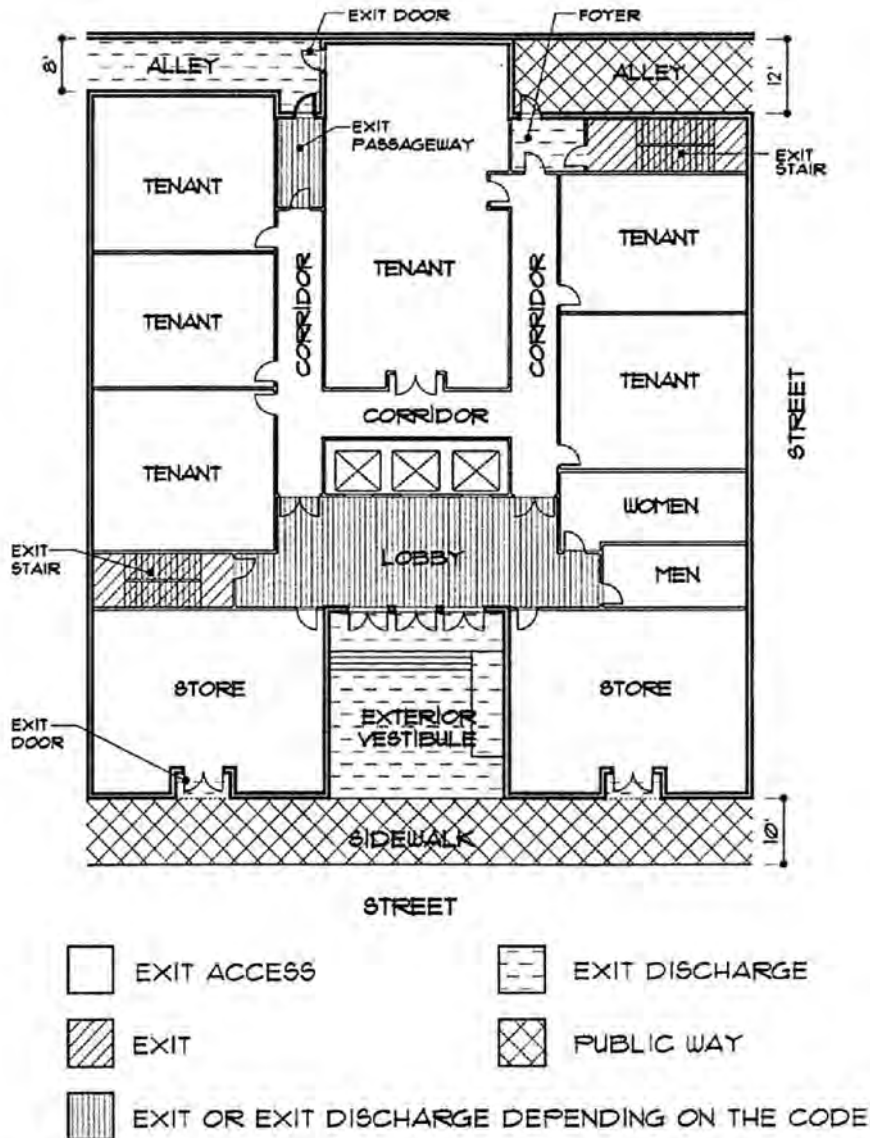 EXIT DOOR
FOYER
8'
ALLEY
ALLEY
12'
EXIT
PASSAGEWAY
EXIT
STAIR
TENANT
TENANT
TENANT
TENANT
CORRIDOR
CORRIDOR
TENANT
TENANT
CORRIDOR
STREET
TENANT
WOMEN
EXIT
STAIR
LOBBY
MEN
STORE
STORE
EXIT
DOOR
EXTERIOR
VESTIBULE
SIDEWALK
10'
STREET
EXIT ACCESS
EXIT DISCHARGE
EXIT
PUBLIC WAY
EXIT OR EXIT DISCHARGE DEPENDING ON THE CODE